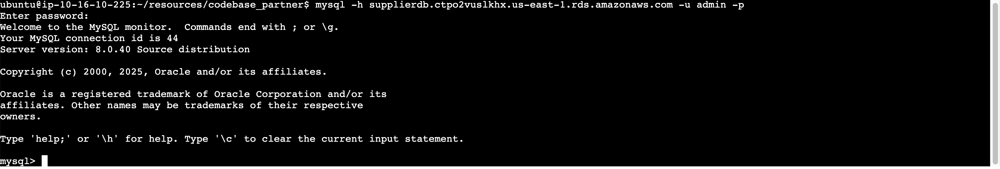 ubuntu@ip-10-16-10-225:~/resources/codebase_partner$ mysql -h supplierdb.ctpo2vuslkhx.us-east-1.rds.amazonaws.com -u admin -p
Enter password:
Welcome to the MySQL monitor.  Commands end with ; or \g.
Your MySQL connection id is 44
Server version: 8.0.40 Source distribution
Copyright (c) 2000, 2025, Oracle and/or its affiliates.
Oracle is a registered trademark of Oracle Corporation and/or its
affiliates. Other names may be trademarks of their respective
owners.
Type 'help;' or '\h' for help. Type '\c' to clear the current input statement.
mysql>